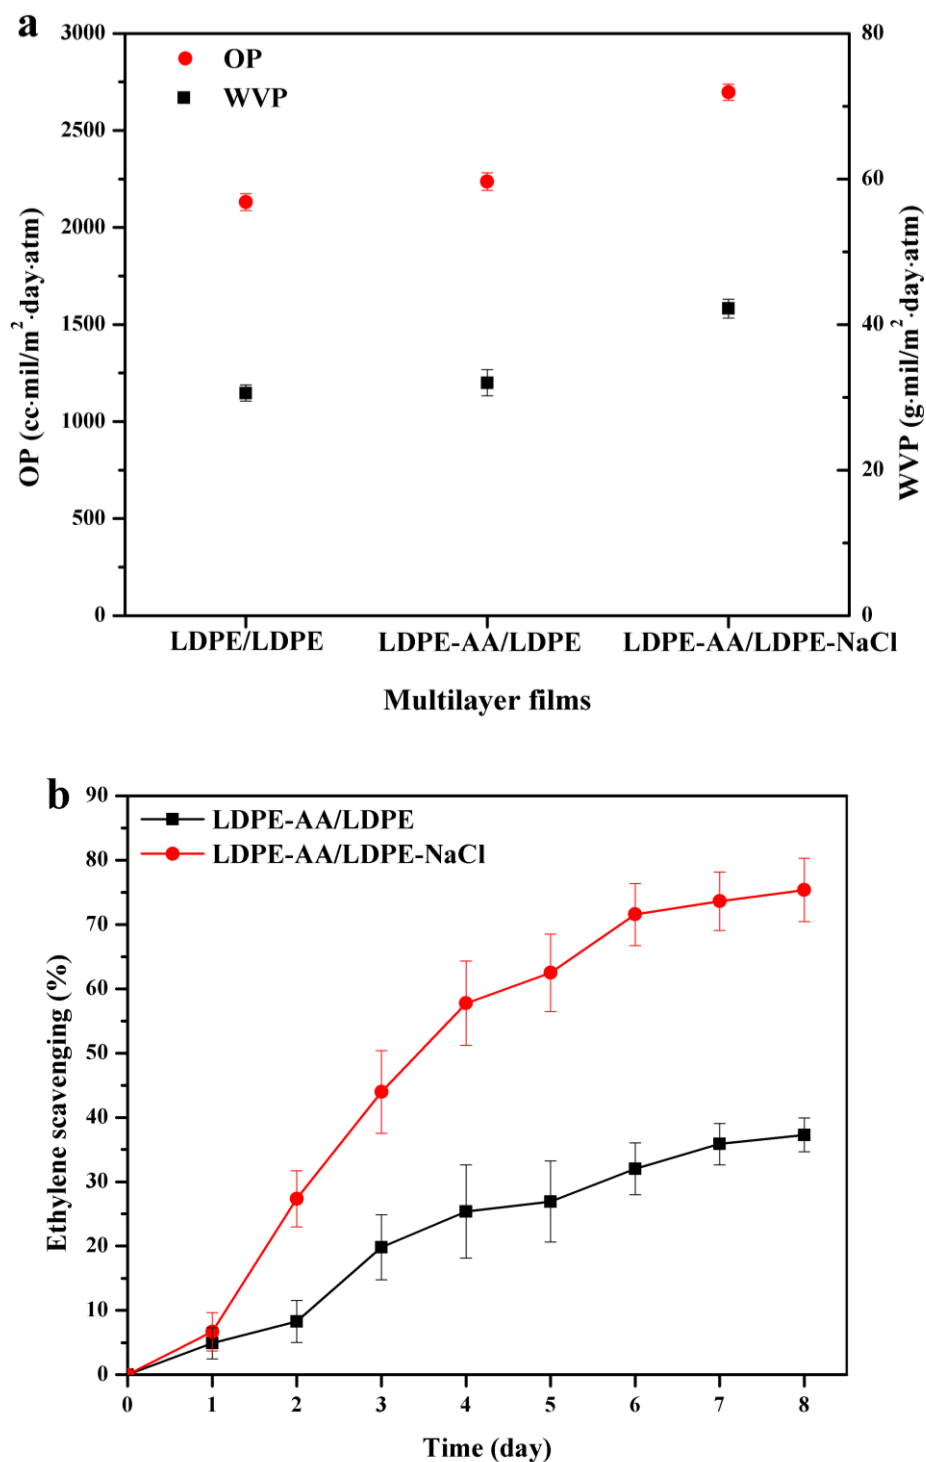 a
3000
2500
2000
1500
1000
500
0
OP (cc·mil/m²·day·atm)
OP
WVP
80
60
40
20
0
WVP (g·mil/m²·day·atm)
LDPE/LDPE LDPE-AA/LDPE LDPE-AA/LDPE-NaCl
Multilayer films
b
90
80
70
60
50
40
30
20
10
0
Ethylene scavenging (%)
LDPE-AA/LDPE
LDPE-AA/LDPE-NaCl
0 1 2 3 4 5 6 7 8
Time (day)